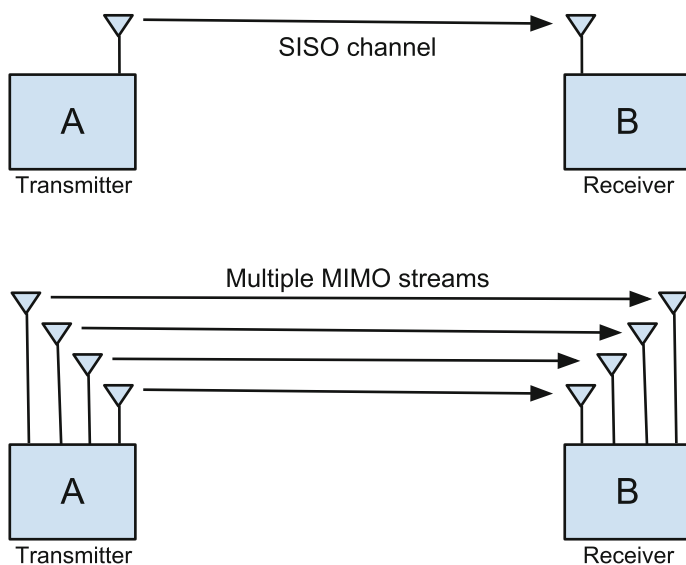 SISO channel
A
B
Transmitter
Receiver
Multiple MIMO streams
A
B
Transmitter
Receiver